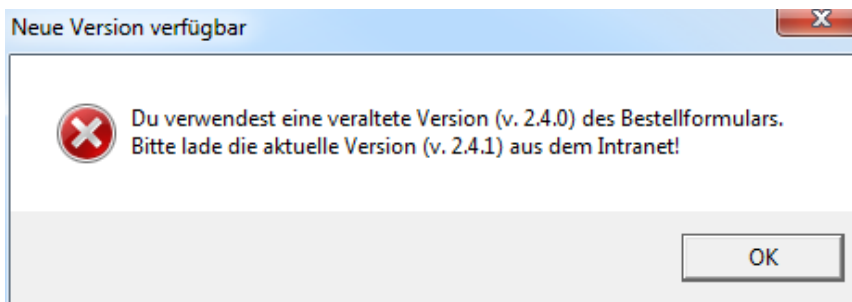 Neue Version verfügbar
Du verwendest eine veraltete Version (v. 2.4.0) des Bestellformulars.
Bitte lade die aktuelle Version (v. 2.4.1) aus dem Intranet!
OK